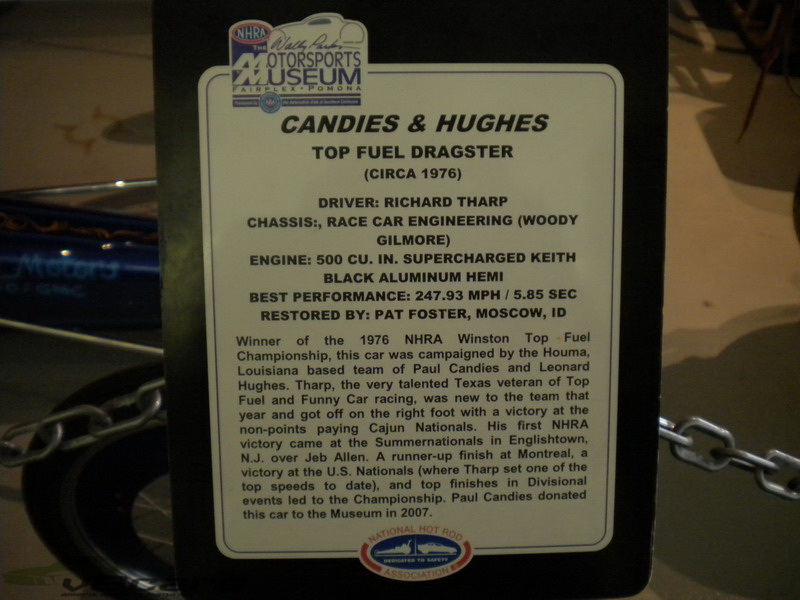 NHRA
Wally Parks
THE
MOTORSPORTS
MUSEUM
FAIRPLEX • POMONA
CANDIES & HUGHES
TOP FUEL DRAGSTER
(CIRCA 1976)
DRIVER: RICHARD THARP
CHASSIS:, RACE CAR ENGINEERING (WOODY
GILMORE)
ENGINE: 500 CU. IN. SUPERCHARGED KEITH
BLACK ALUMINUM HEMI
BEST PERFORMANCE: 247.93 MPH / 5.85 SEC
RESTORED BY: PAT FOSTER, MOSCOW, ID
Winner of the 1976 NHRA Winston Top Fuel
Championship, this car was campaigned by the Houma,
Louisiana based team of Paul Candies and Leonard
Hughes. Tharp, the very talented Texas veteran of Top
Fuel and Funny Car racing, was new to the team that
year and got off on the right foot with a victory at the
non-points paying Cajun Nationals. His first NHRA
victory came at the Summernationals in Englishtown,
N.J. over Jeb Allen. A runner-up finish at Montreal, a
victory at the U.S. Nationals (where Tharp set one of the
top speeds to date), and top finishes in Divisional
events led to the Championship. Paul Candies donated
this car to the Museum in 2007.
NATIONAL HOT ROD
DEDICATED TO SAFETY
ASSOCIATION
Motors